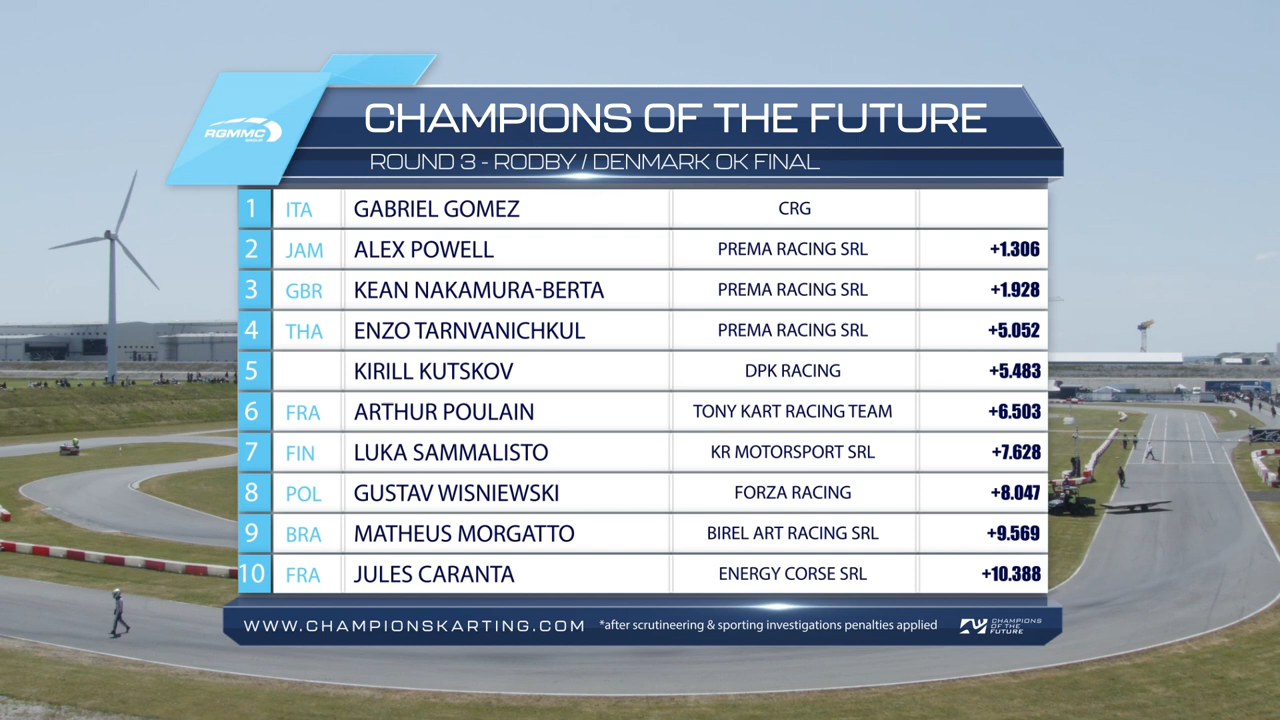 RGMMC
GROUP
CHAMPIONS OF THE FUTURE
ROUND 3 - RODBY / DENMARK OK FINAL
1 ITA GABRIEL GOMEZ CRG
2 JAM ALEX POWELL PREMA RACING SRL +1.306
3 GBR KEAN NAKAMURA-BERTA PREMA RACING SRL +1.928
4 THA ENZO TARNVANICHKUL PREMA RACING SRL +5.052
5 KIRILL KUTSKOV DPK RACING +5.483
6 FRA ARTHUR POULAIN TONY KART RACING TEAM +6.503
7 FIN LUKA SAMMALISTO KR MOTORSPORT SRL +7.628
8 POL GUSTAV WISNIEWSKI FORZA RACING +8.047
9 BRA MATHEUS MORGATTO BIREL ART RACING SRL +9.569
10 FRA JULES CARANTA ENERGY CORSE SRL +10.388
WWW.CHAMPIONSKARTING.COM *after scrutineering & sporting investigations penalties applied
CHAMPIONS
OF THE
FUTURE